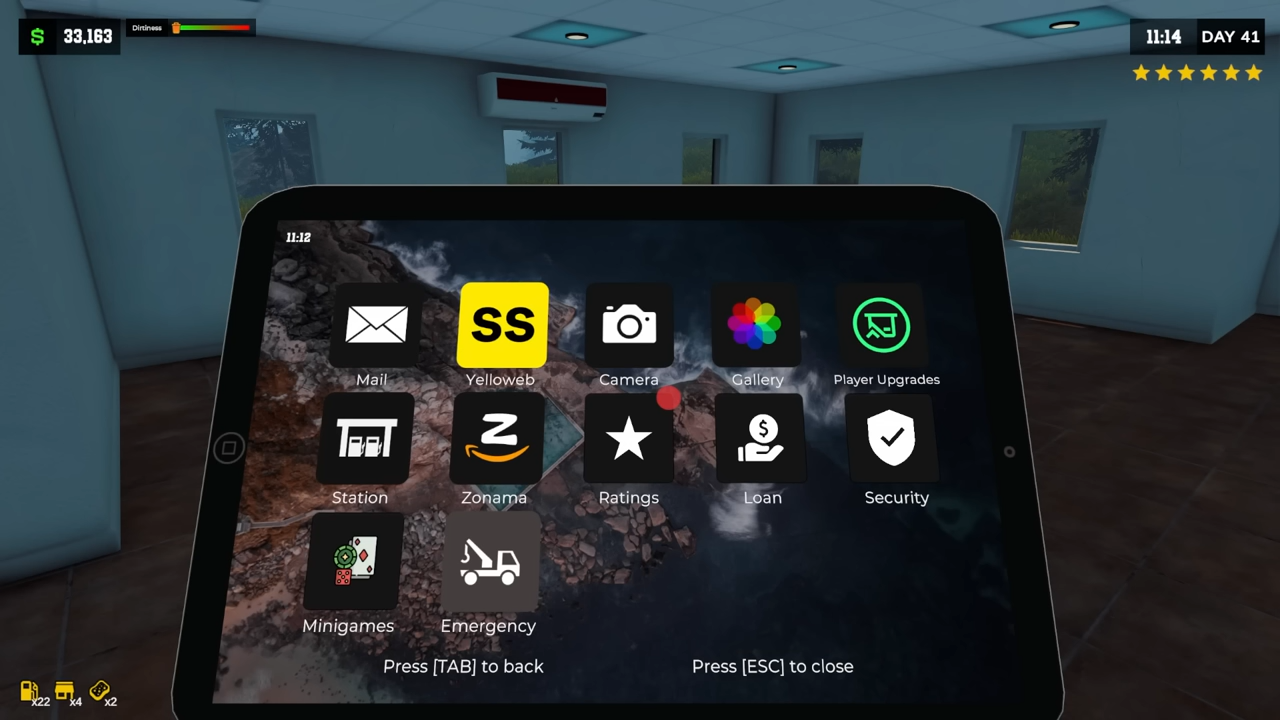 $ 33,163
Dirtiness
11:14 DAY 41
11:12
SS
Mail
Yelloweb
Camera
Gallery
Player Upgrades
Z
$
Station
Zonama
Ratings
Loan
Security
Minigames
Emergency
Press [TAB] to back
Press [ESC] to close
x22
x4
x2